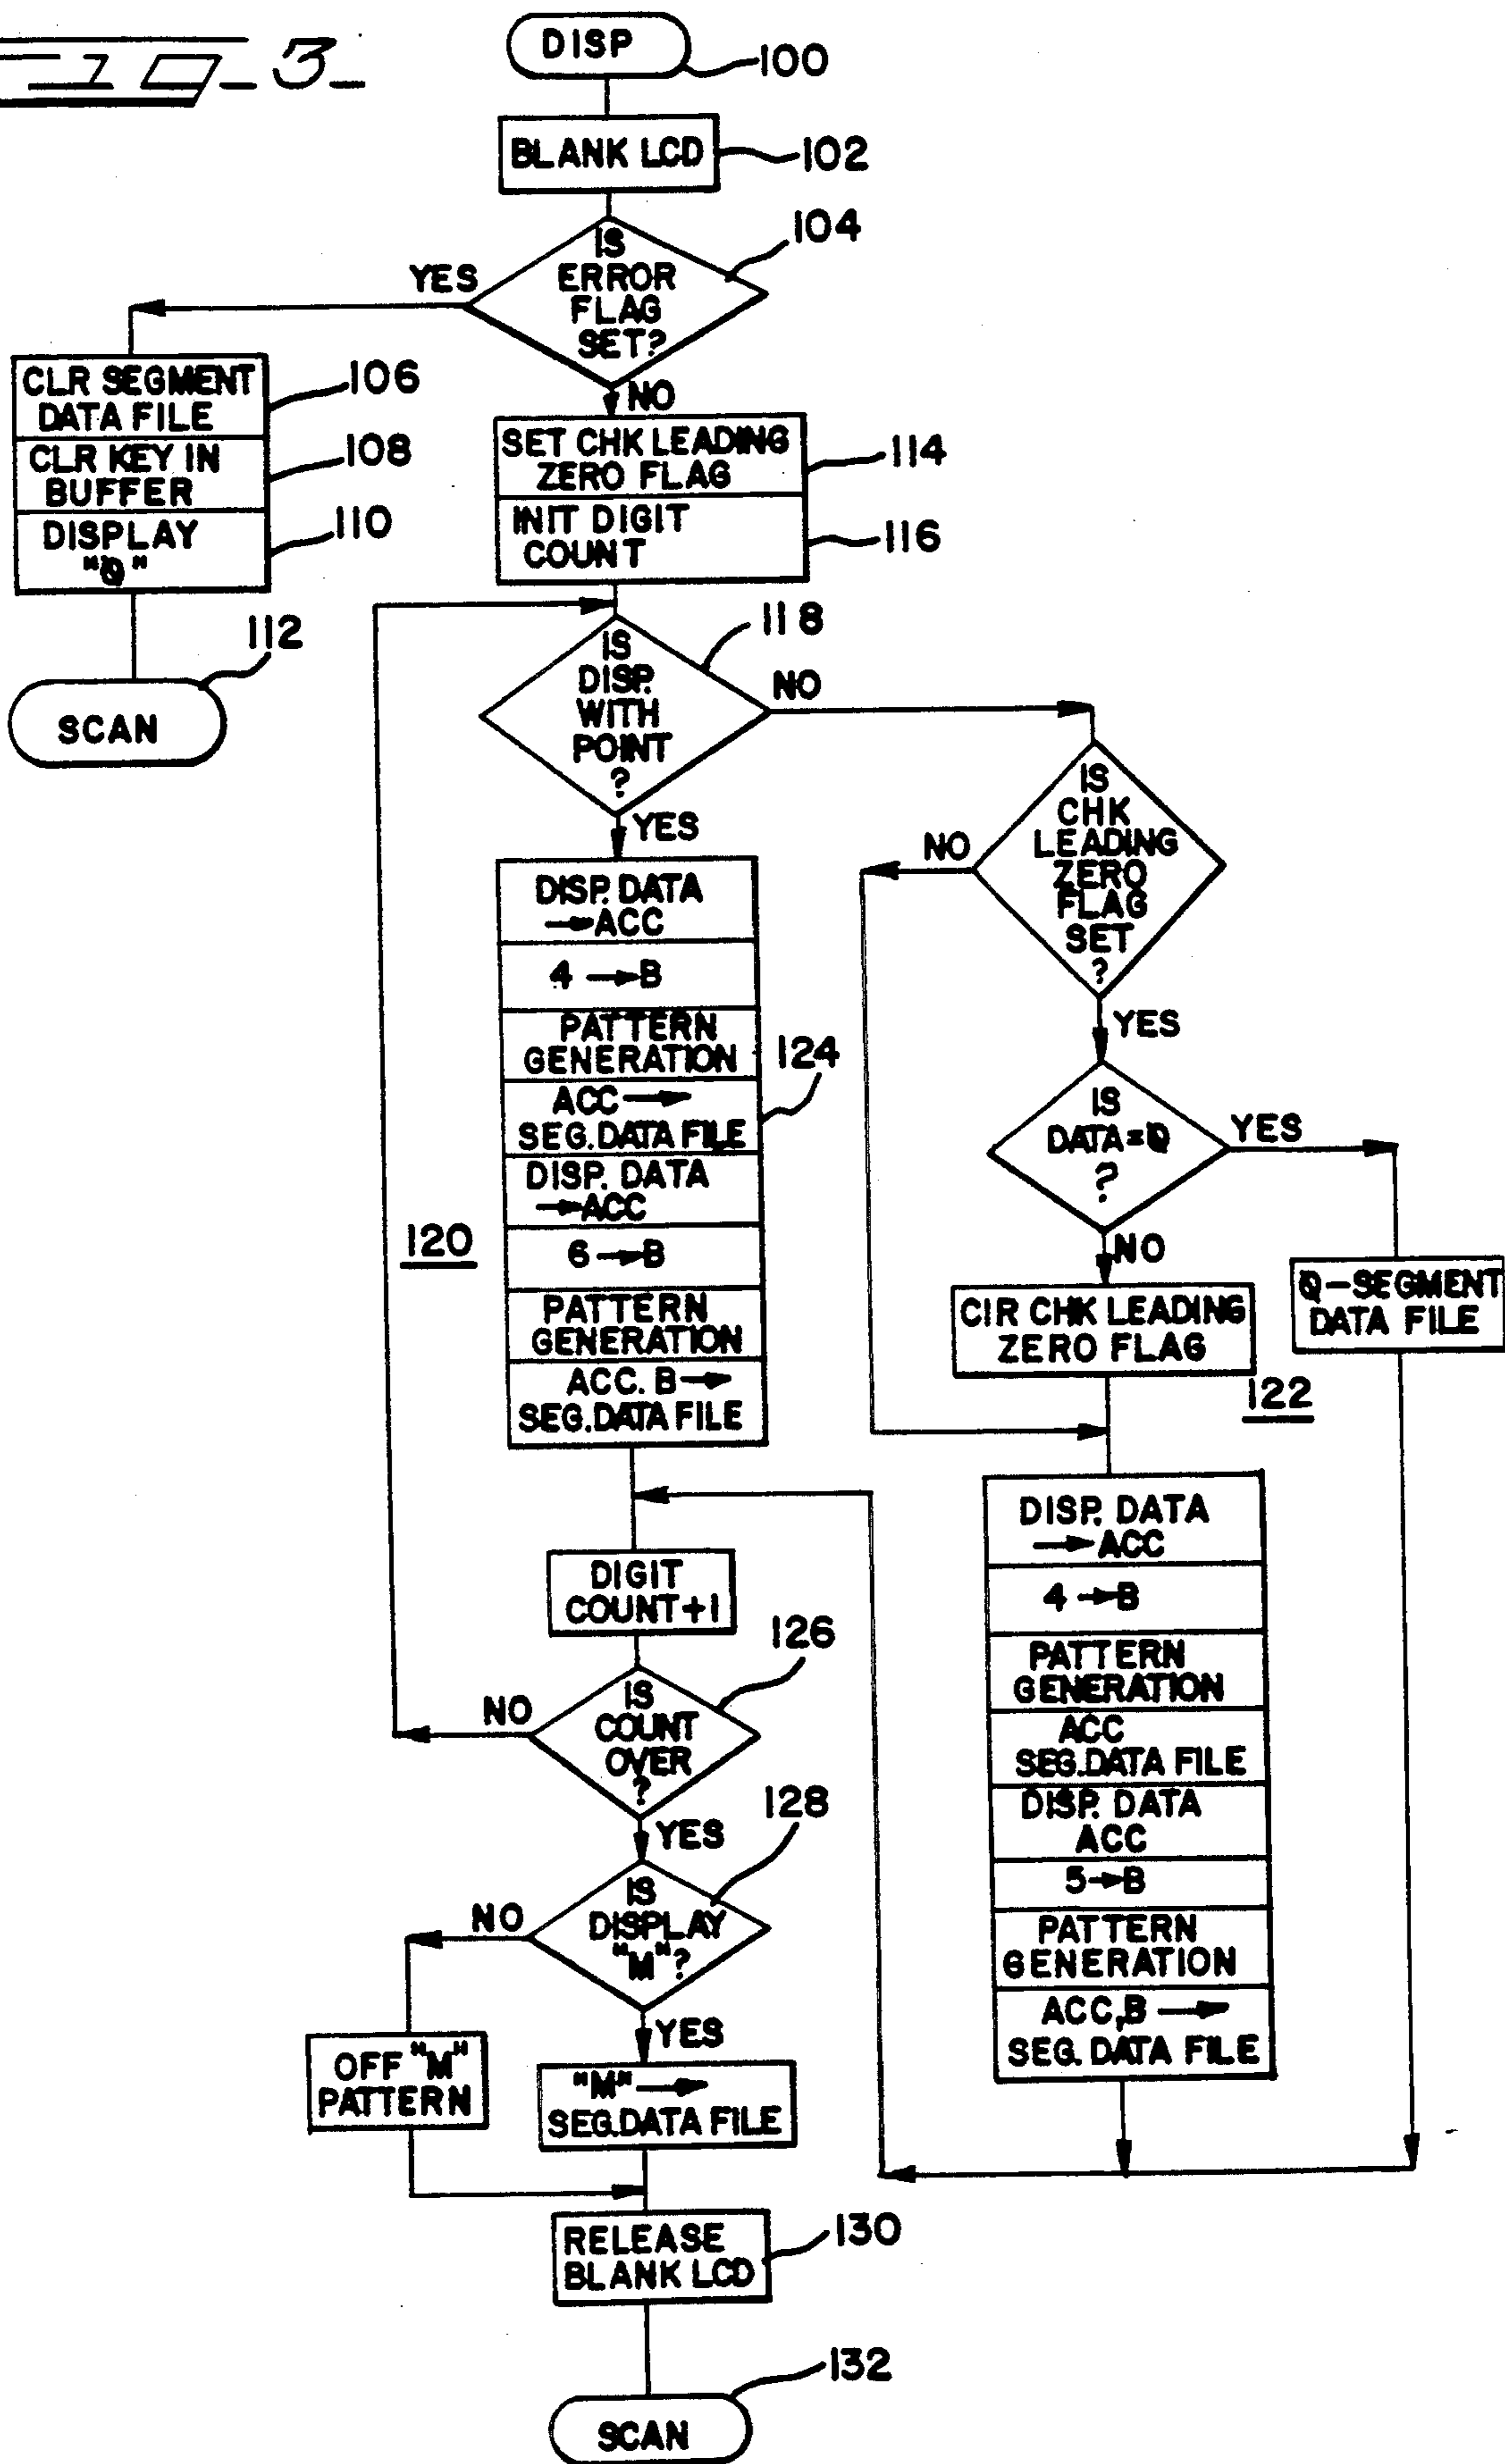 FIG_3_
DISP
100
BLANK LCD
102
IS
ERROR
FLAG
SET?
104
YES
NO
CLR SEGMENT
DATA FILE
106
CLR KEY IN
BUFFER
108
DISPLAY
"0"
110
SCAN
112
SET CHK LEADING
ZERO FLAG
114
INIT DIGIT
COUNT
116
IS
DISP.
WITH
POINT
?
118
NO
YES
IS
CHK
LEADING
ZERO
FLAG
SET
?
NO
YES
DISP. DATA
→ACC
4→B
PATTERN
GENERATION
ACC→
SEG.DATA FILE
124
DISP. DATA
→ACC
6→B
PATTERN
GENERATION
ACC. B→
SEG.DATA FILE
120
IS
DATA=0
?
YES
NO
CIR CHK LEADING
ZERO FLAG
0-SEGMENT
DATA FILE
122
DISP. DATA
→ACC
4→B
PATTERN
GENERATION
ACC
SEG.DATA FILE
DISP. DATA
ACC
5→B
PATTERN
GENERATION
ACC,B→
SEG. DATA FILE
DIGIT
COUNT+1
IS
COUNT
OVER
?
126
NO
YES
IS
DISPLAY
"M"?
128
NO
YES
OFF "M"
PATTERN
"M"→
SEG.DATA FILE
RELEASE
BLANK LCD
130
SCAN
132